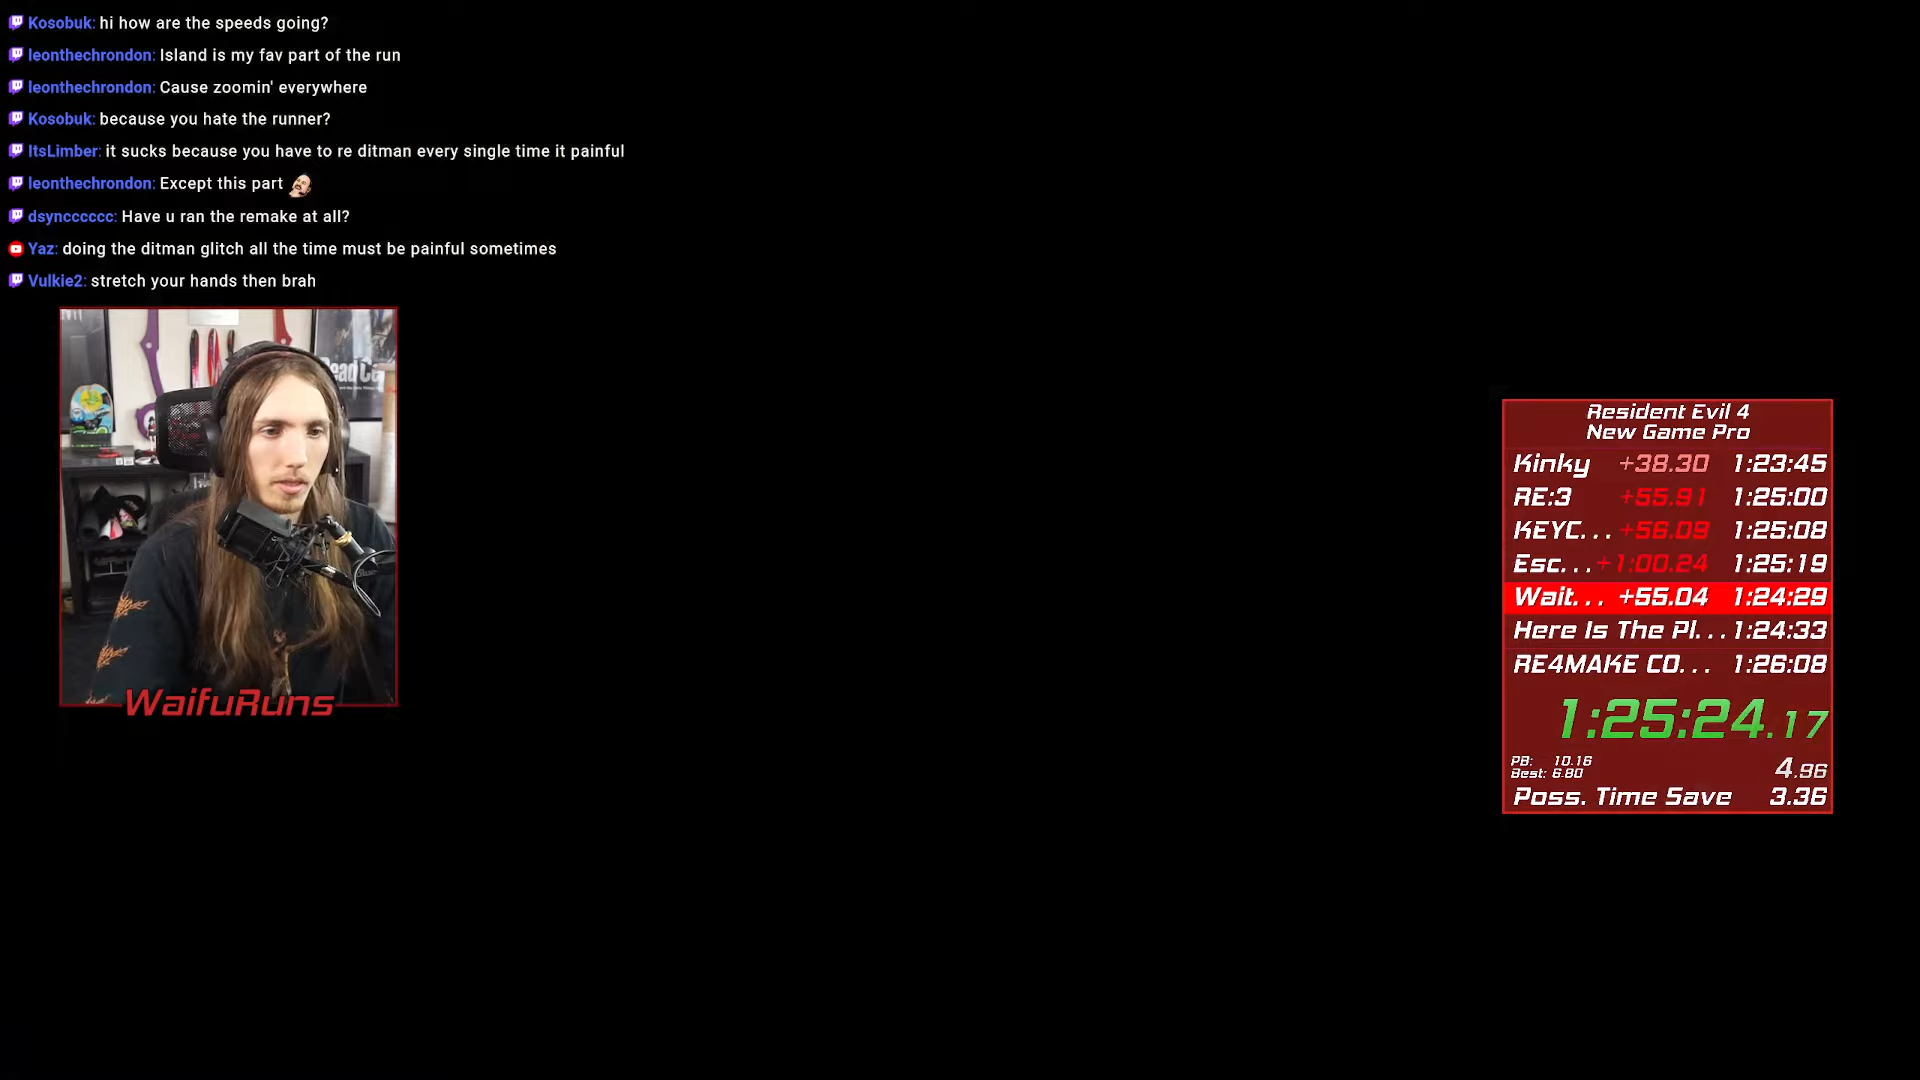 Kosobuk: hi how are the speeds going?
leonthechrondon: Island is my fav part of the run
leonthechrondon: Cause zoomin' everywhere
Kosobuk: because you hate the runner?
ItsLimber: it sucks because you have to re ditman every single time it painful
leonthechrondon: Except this part
dsyncccccc: Have u ran the remake at all?
Yaz: doing the ditman glitch all the time must be painful sometimes
Vulkie2: stretch your hands then brah
WaifuRuns
Resident Evil 4
New Game Pro
Kinky +38.30 1:23:45
RE:3 +55.91 1:25:00
KEYC... +56.09 1:25:08
Esc... +1:00.24 1:25:19
Wait... +55.04 1:24:29
Here Is The Pl... 1:24:33
RE4MAKE CO... 1:26:08
1:25:24.17
PB: 10.16
Best: 6.80
4.96
Poss. Time Save 3.36